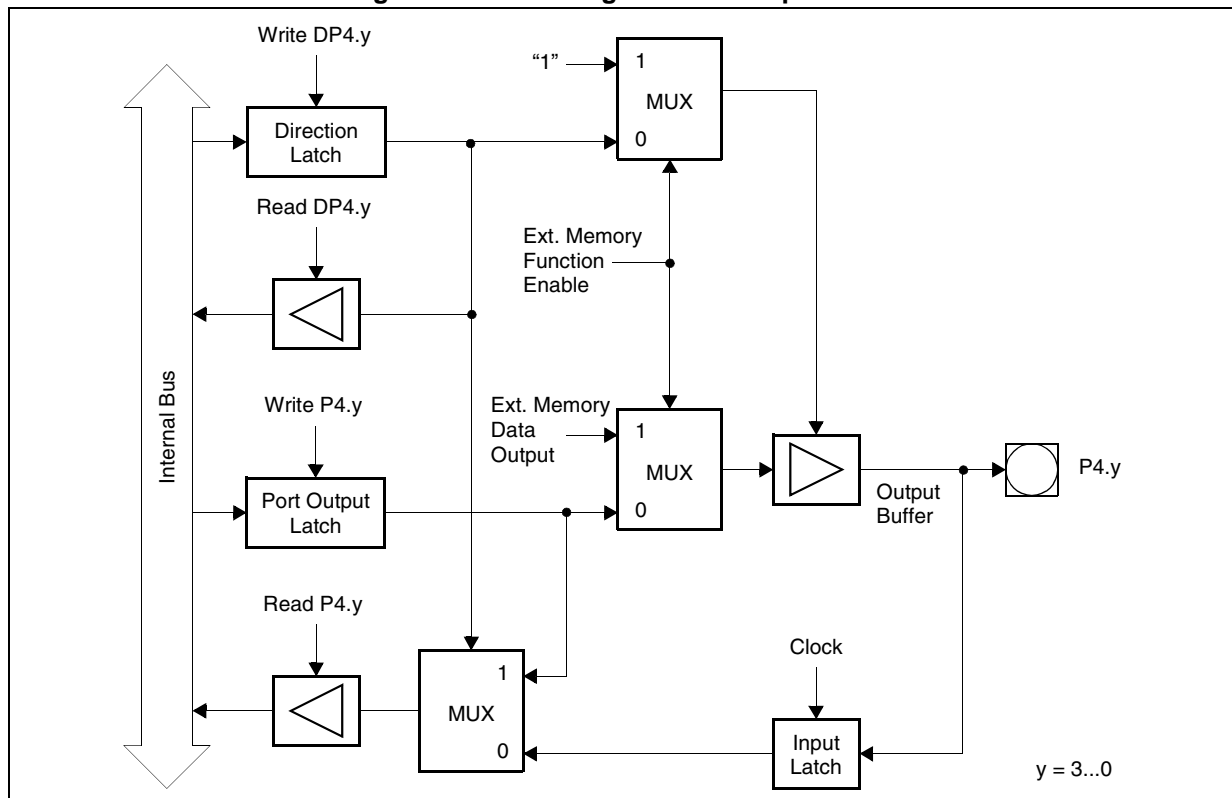 Write DP4.y
“1”
1
MUX
0
Direction
Latch
Read DP4.y
Ext. Memory
Function
Enable
Internal Bus
Write P4.y
Ext. Memory
Data
Output
1
MUX
0
Port Output
Latch
Output
Buffer
P4.y
Read P4.y
1
MUX
0
Clock
Input
Latch
y = 3...0